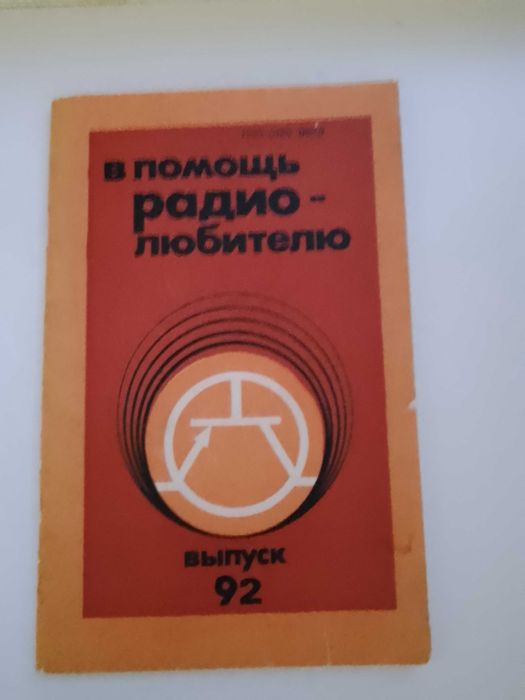 в помощь
радио-
любителю
выпуск
92